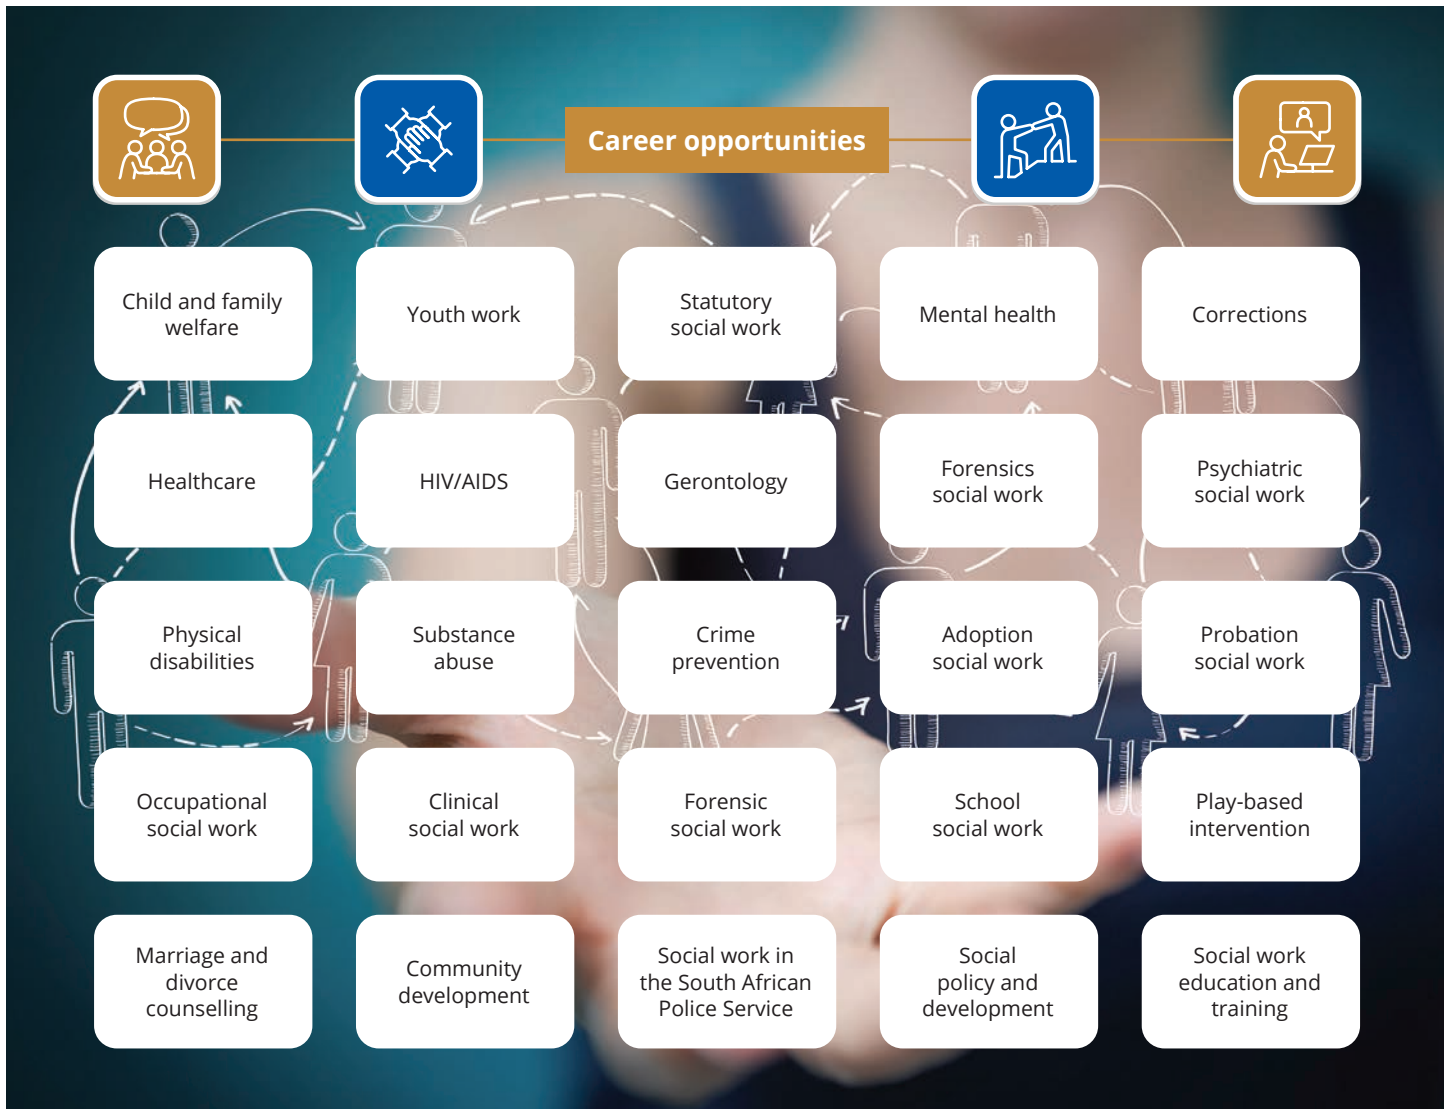 Career opportunities
Child and family
welfare
Youth work
Statutory
social work
Mental health
Corrections
Healthcare
HIV/AIDS
Gerontology
Forensics
social work
Psychiatric
social work
Physical
disabilities
Substance
abuse
Crime
prevention
Adoption
social work
Probation
social work
Occupational
social work
Clinical
social work
Forensic
social work
School
social work
Play-based
intervention
Marriage and
divorce
counselling
Community
development
Social work in
the South African
Police Service
Social
policy and
development
Social work
education and
training